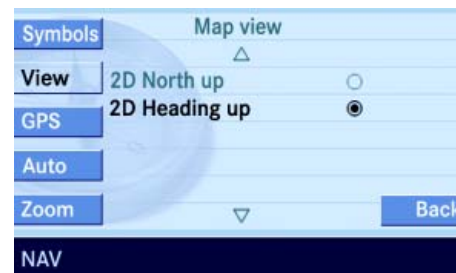 Map view
Symbols
View
2D North up
2D Heading up
GPS
Auto
Zoom
Back
NAV